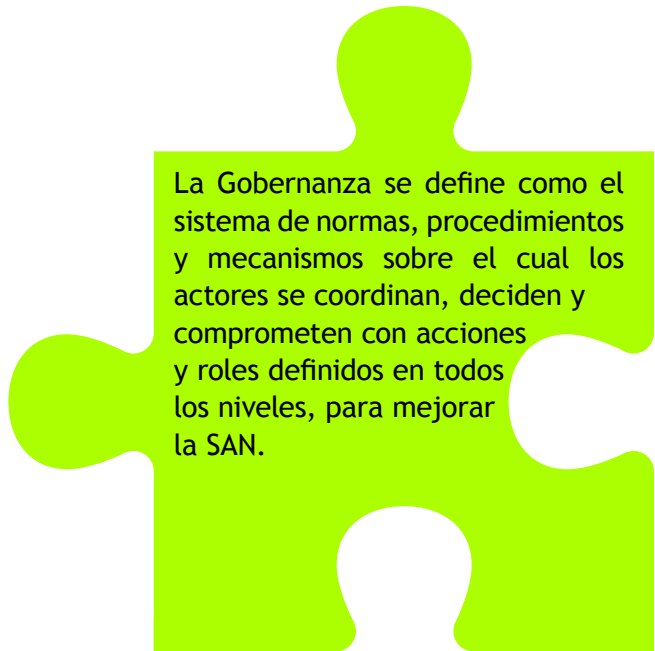 La Gobernanza se define como el
sistema de normas, procedimientos
y mecanismos sobre el cual los
actores se coordinan, deciden y
comprometen con acciones
y roles definidos en todos
los niveles, para mejorar
la SAN.